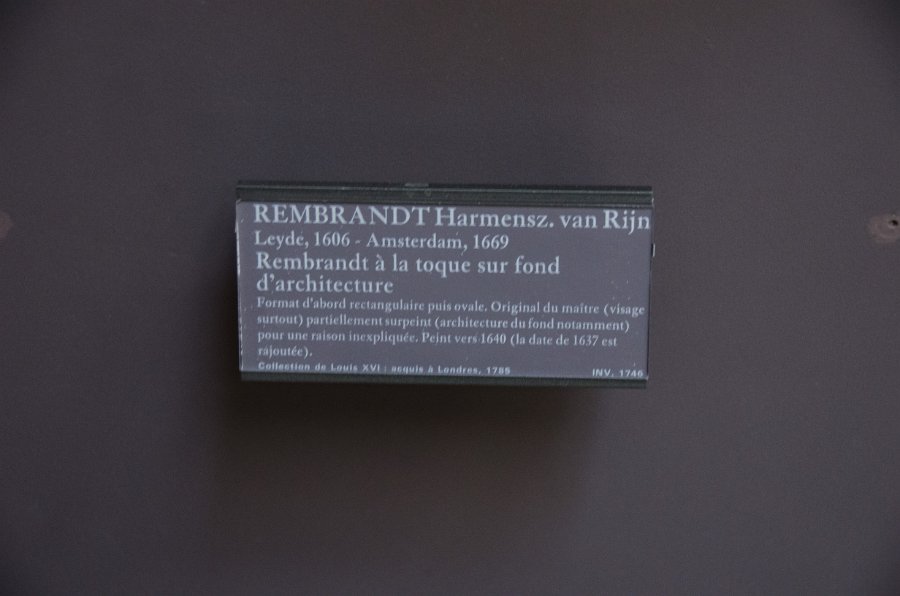 REMBRANDT Harmensz. van Rijn
Leyde, 1606 - Amsterdam, 1669
Rembrandt à la toque sur fond
d'architecture
Format d'abord rectangulaire puis ovale. Original du maître (visage
surtout) partiellement surpeint (architecture du fond notamment)
pour une raison inexpliquée. Peint vers 1640 (la date de 1637 est
rajoutée).
Collection de Louis XVI ; acquis à Londres, 1785 INV. 1746